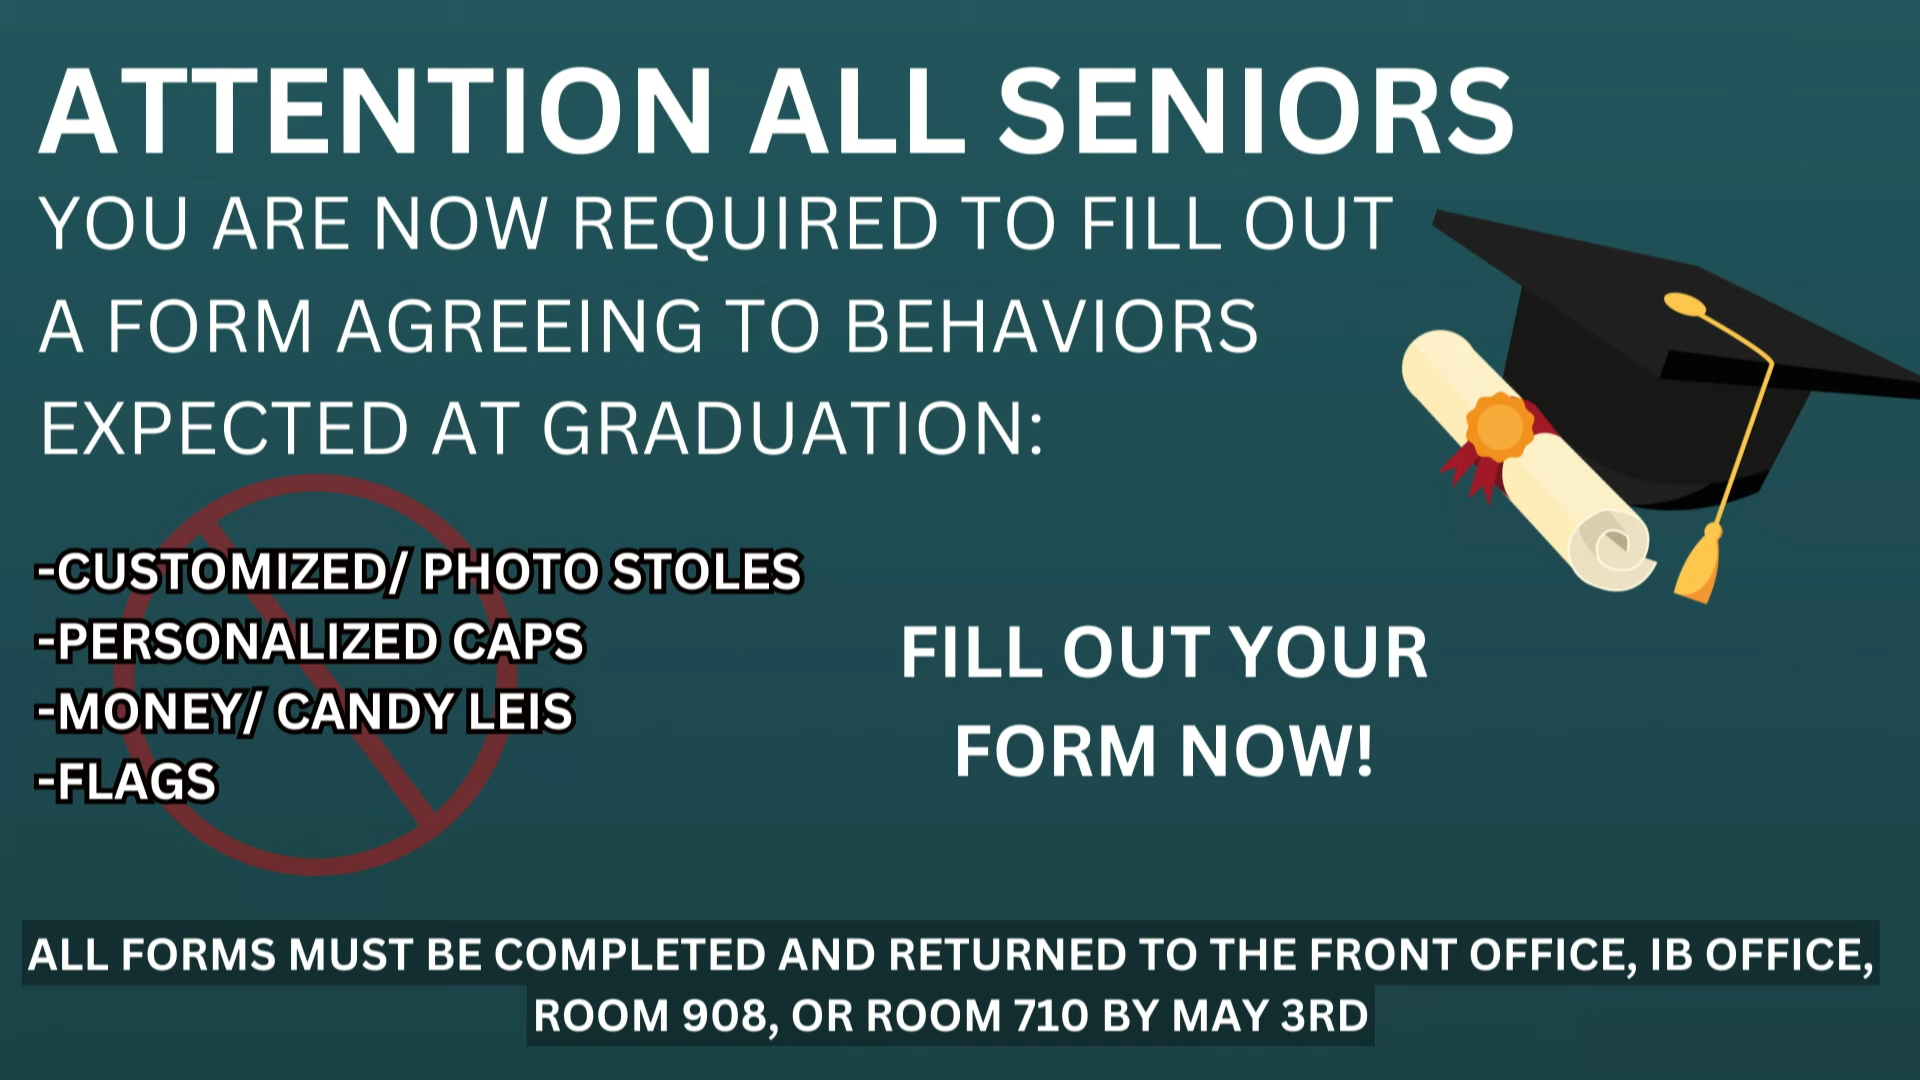 ATTENTION ALL SENIORS
YOU ARE NOW REQUIRED TO FILL OUT
A FORM AGREEING TO BEHAVIORS
EXPECTED AT GRADUATION:
-CUSTOMIZED/ PHOTO STOLES
-PERSONALIZED CAPS
-MONEY/ CANDY LEIS
-FLAGS
FILL OUT YOUR
FORM NOW!
ALL FORMS MUST BE COMPLETED AND RETURNED TO THE FRONT OFFICE, IB OFFICE,
ROOM 908, OR ROOM 710 BY MAY 3RD